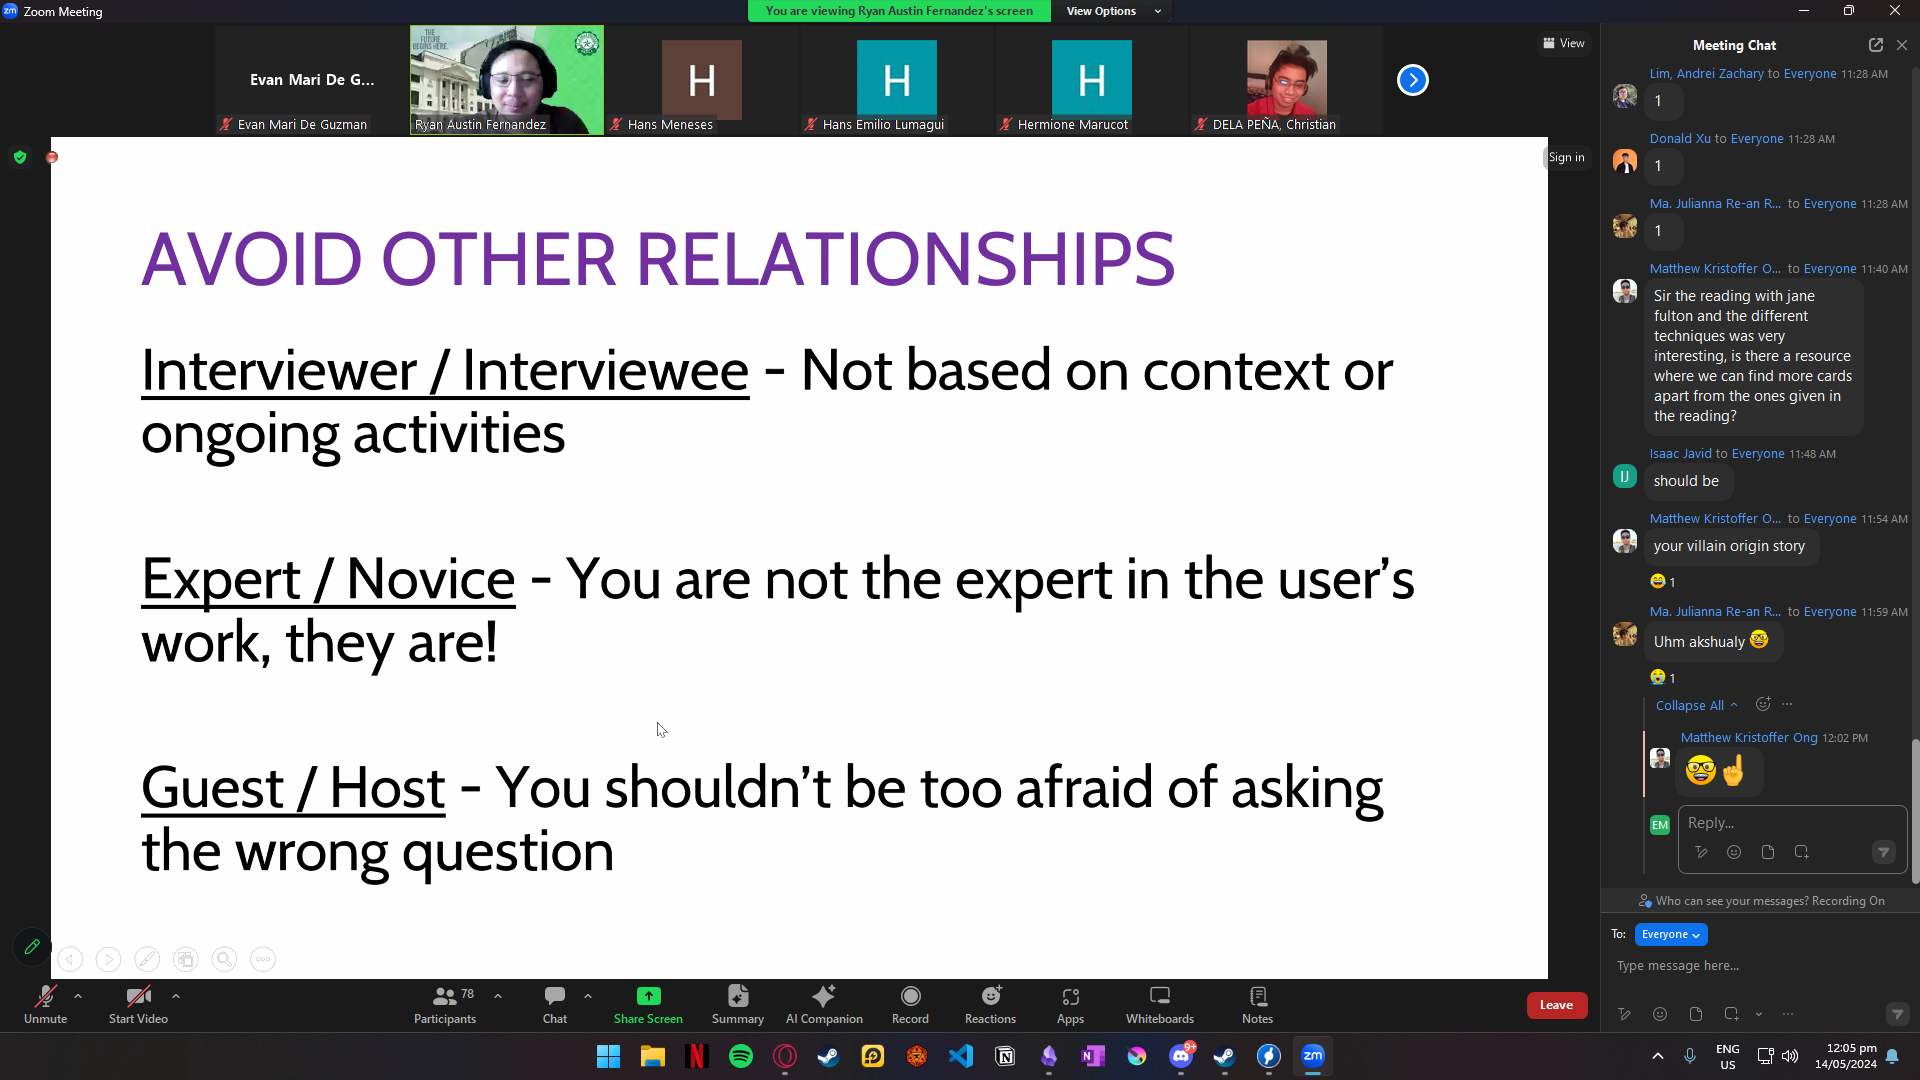 Zoom Meeting
You are viewing Ryan Austin Fernandez's screen
View Options
Evan Mari De G...
Evan Mari De Guzman
THE FUTURE
BEGINS HERE.
Ryan Austin Fernandez
H
Hans Meneses
H
Hans Emilio Lumagui
H
Hermione Marucot
DELA PEÑA, Christian
View
Sign in
AVOID OTHER RELATIONSHIPS
Interviewer / Interviewee - Not based on context or
ongoing activities
Expert / Novice - You are not the expert in the user’s
work, they are!
Guest / Host - You shouldn’t be too afraid of asking
the wrong question
Meeting Chat
Lim, Andrei Zachary to Everyone 11:28 AM
1
Donald Xu to Everyone 11:28 AM
1
Ma. Julianna Re-an R... to Everyone 11:28 AM
1
Matthew Kristoffer O... to Everyone 11:40 AM
Sir the reading with jane
fulton and the different
techniques was very
interesting, is there a resource
where we can find more cards
apart from the ones given in
the reading?
Isaac Javid to Everyone 11:48 AM
IJ
should be
Matthew Kristoffer O... to Everyone 11:54 AM
your villain origin story
😂 1
Ma. Julianna Re-an R... to Everyone 11:59 AM
Uhm akshualy 🤓
😭 1
Collapse All
Matthew Kristoffer Ong 12:02 PM
🤓☝
EM
Reply...
Who can see your messages? Recording On
To: Everyone
Type message here...
Unmute
Start Video
78
Participants
Chat
Share Screen
Summary
AI Companion
Record
Reactions
Apps
Whiteboards
Notes
Leave
9+
zm
ENG
US
12:05 pm
14/05/2024